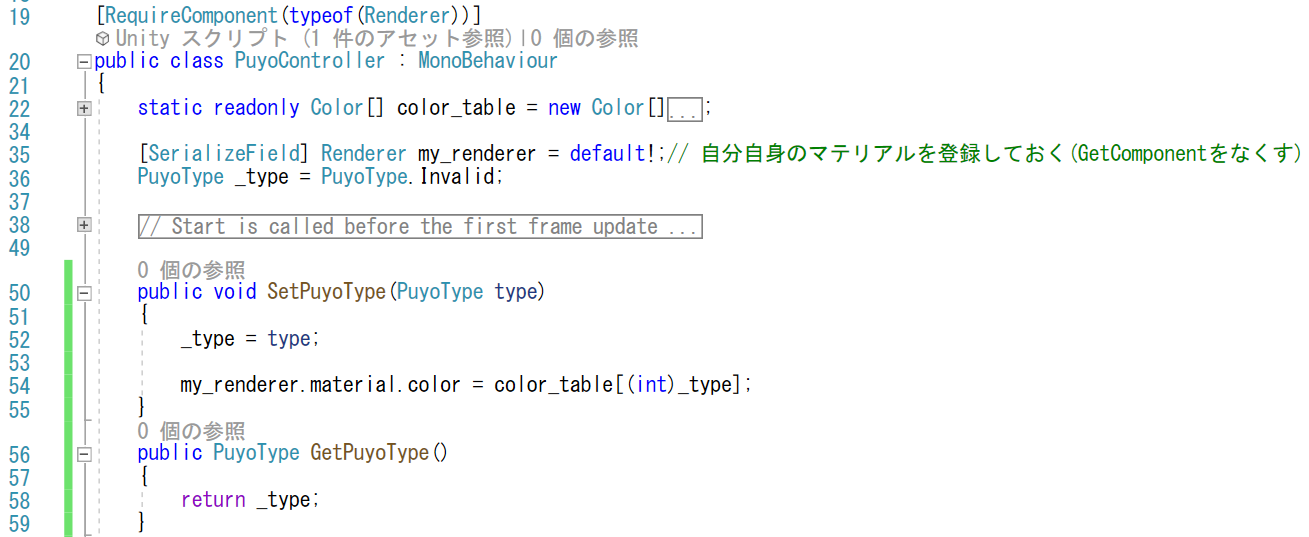 19 [RequireComponent(typeof(Renderer))]
Unity スクリプト (1 件のアセット参照)|0 個の参照
20 public class PuyoController : MonoBehaviour
21 {
22 static readonly Color[] color_table = new Color[]...;
34
35 [SerializeField] Renderer my_renderer = default!;// 自分自身のマテリアルを登録しておく(GetComponentをなくす)
36 PuyoType _type = PuyoType.Invalid;
37
38 // Start is called before the first frame update ...
49
0 個の参照
50 public void SetPuyoType(PuyoType type)
51 {
52 _type = type;
53
54 my_renderer.material.color = color_table[(int)_type];
55 }
0 個の参照
56 public PuyoType GetPuyoType()
57 {
58 return _type;
59 }